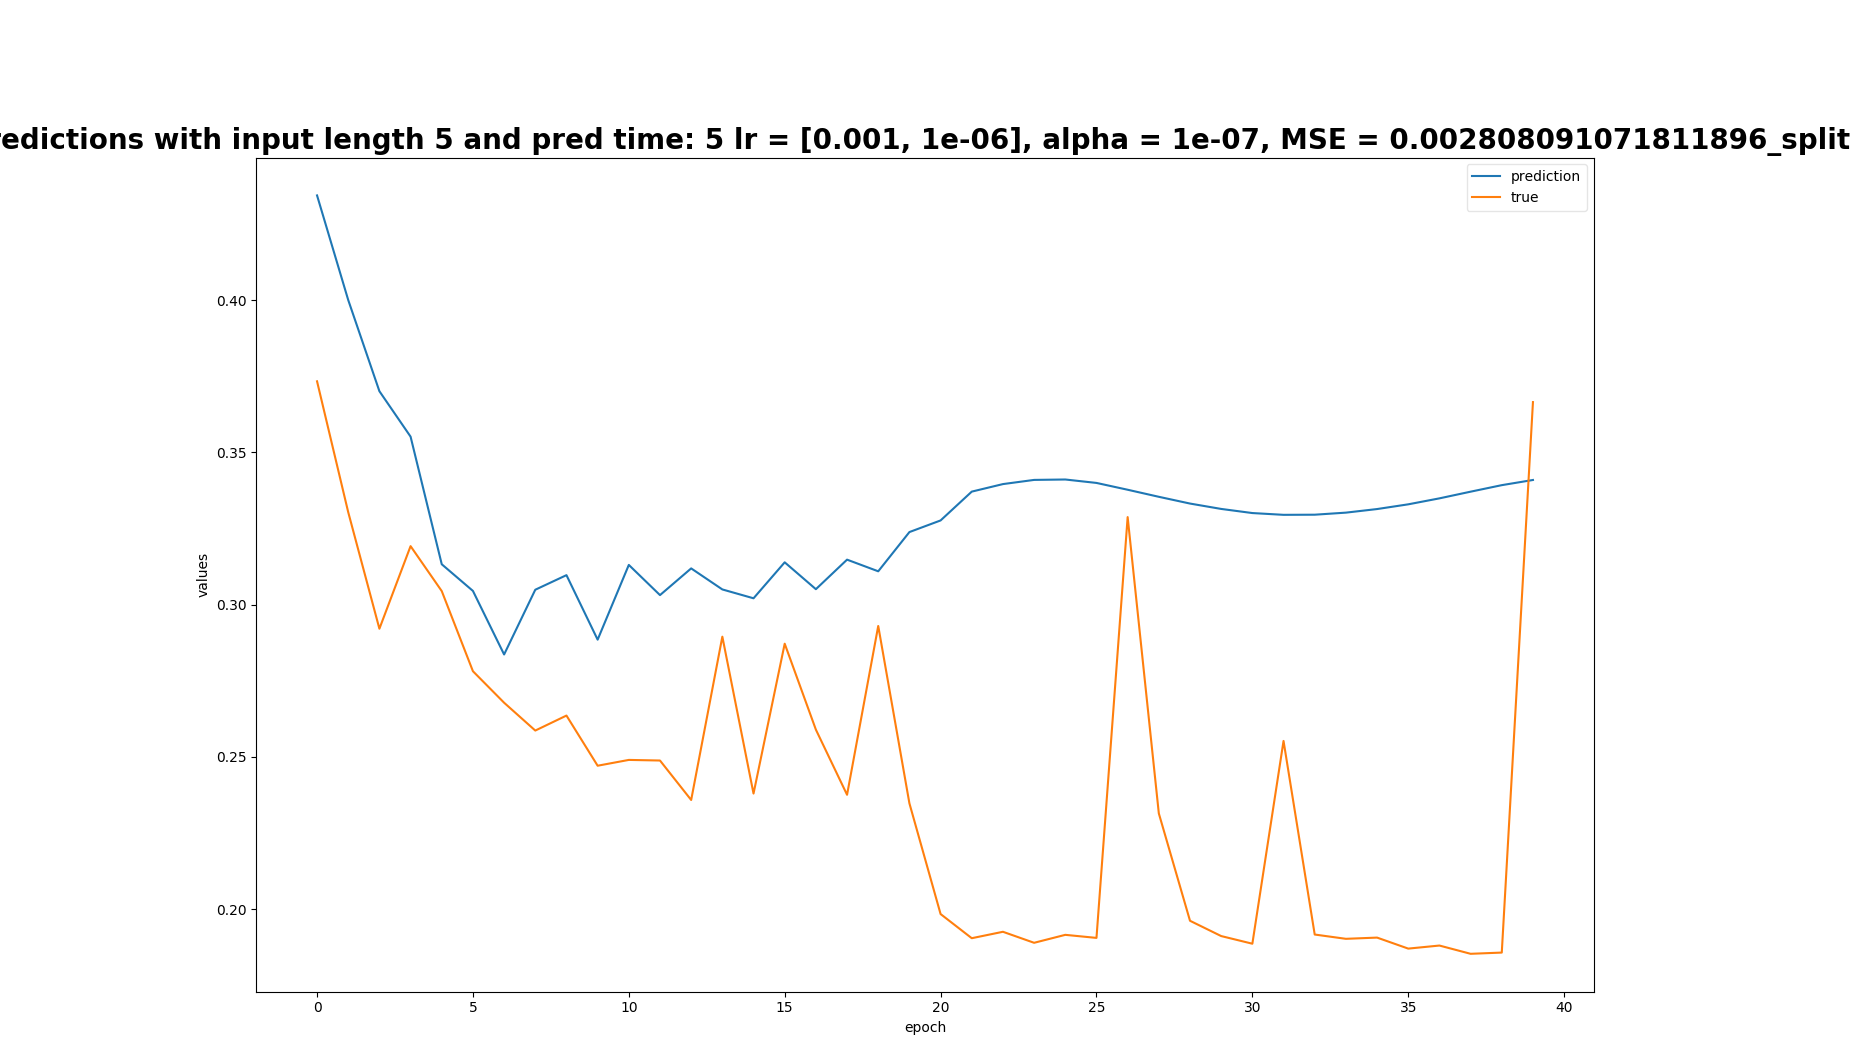 redictions with input length 5 and pred time: 5 lr = [0.001, 1e-06], alpha = 1e-07, MSE = 0.002808091071811896_split
prediction
true
0.40
0.35
0.30
0.25
0.20
values
0 5 10 15 20 25 30 35 40
epoch